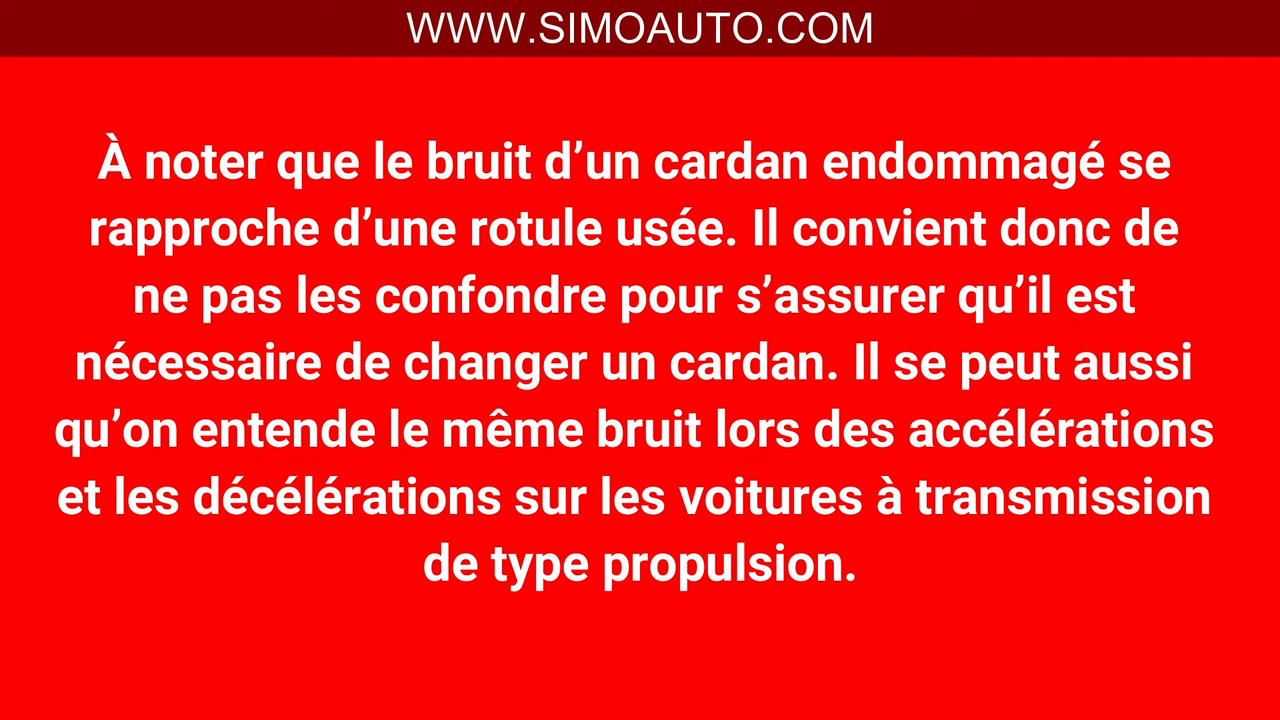 WWW.SIMOAUTO.COM
À noter que le bruit d’un cardan endommagé se
rapproche d’une rotule usée. Il convient donc de
ne pas les confondre pour s’assurer qu’il est
nécessaire de changer un cardan. Il se peut aussi
qu’on entende le même bruit lors des accélérations
et les décélérations sur les voitures à transmission
de type propulsion.